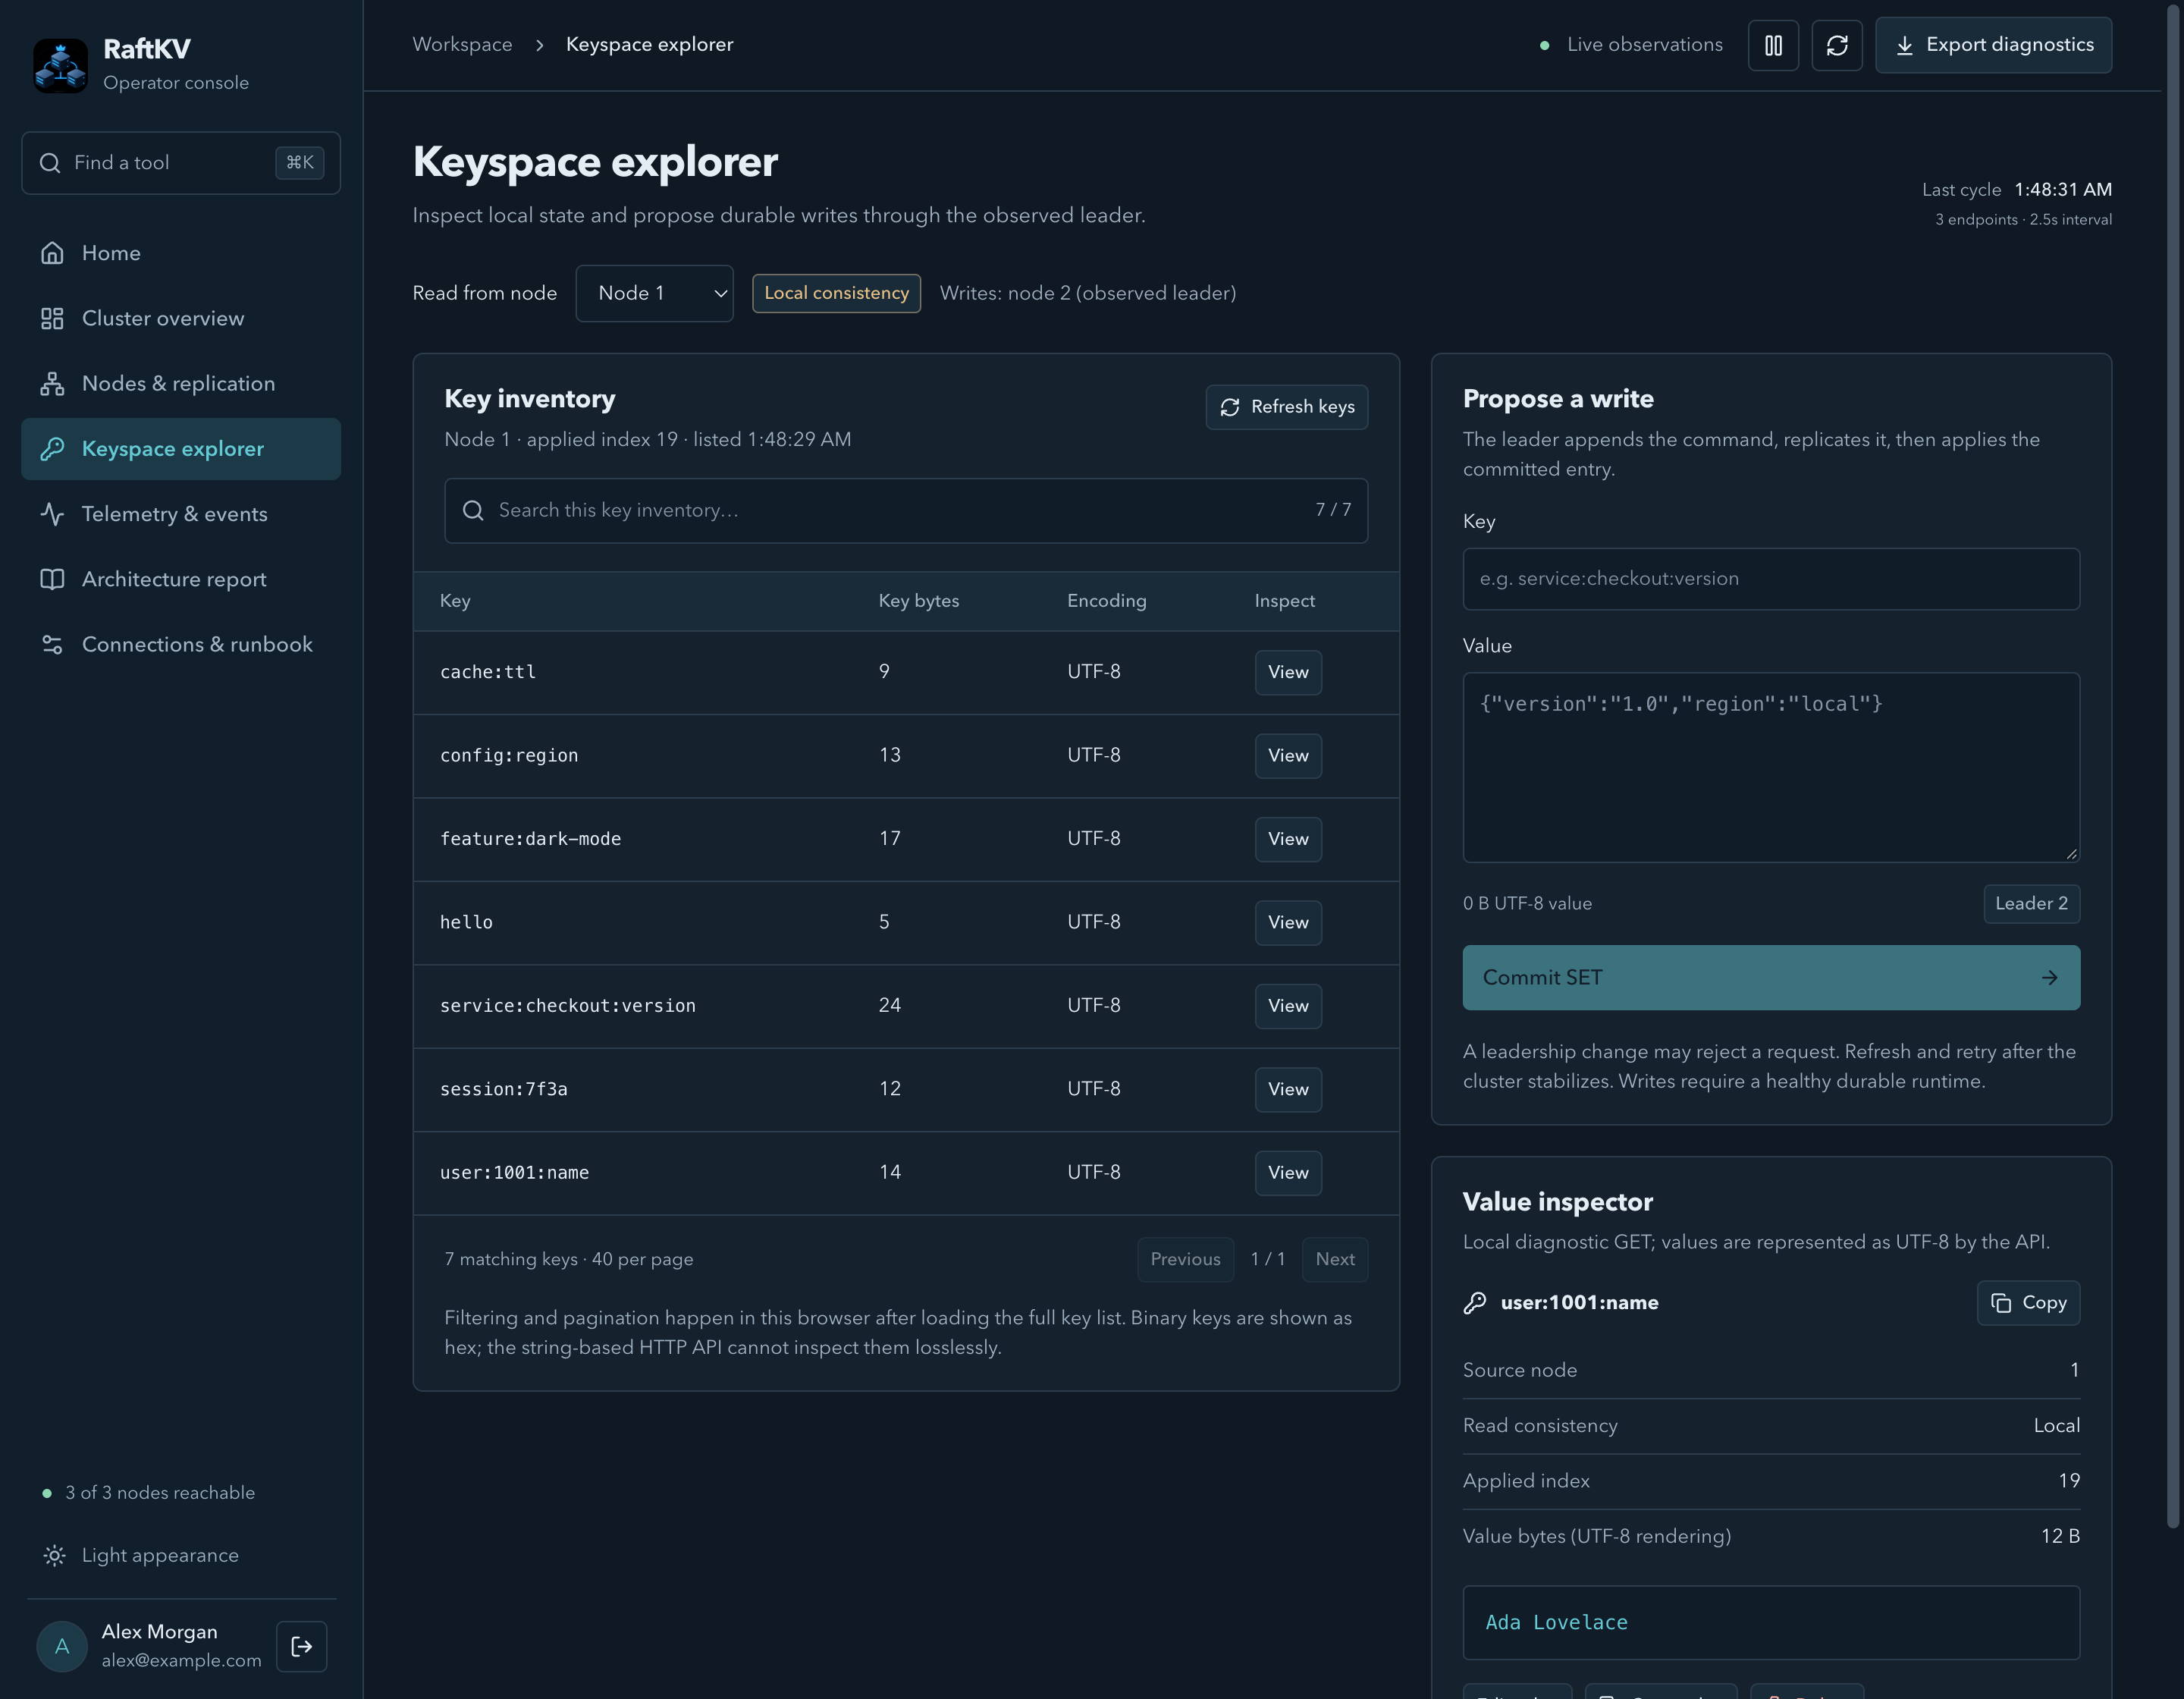 RaftKV
Operator console
Find a tool
⌘K
Home
Cluster overview
Nodes & replication
Keyspace explorer
Telemetry & events
Architecture report
Connections & runbook
3 of 3 nodes reachable
Light appearance
A
Alex Morgan
alex@example.com
Workspace > Keyspace explorer
Live observations
Export diagnostics
Keyspace explorer
Inspect local state and propose durable writes through the observed leader.
Last cycle 1:48:31 AM
3 endpoints · 2.5s interval
Read from node
Node 1
Local consistency
Writes: node 2 (observed leader)
Key inventory
Node 1 · applied index 19 · listed 1:48:29 AM
Refresh keys
Search this key inventory…
7 / 7
Key Key bytes Encoding Inspect
cache:ttl 9 UTF-8 View
config:region 13 UTF-8 View
feature:dark-mode 17 UTF-8 View
hello 5 UTF-8 View
service:checkout:version 24 UTF-8 View
session:7f3a 12 UTF-8 View
user:1001:name 14 UTF-8 View
7 matching keys · 40 per page
Previous 1 / 1 Next
Filtering and pagination happen in this browser after loading the full key list. Binary keys are shown as
hex; the string-based HTTP API cannot inspect them losslessly.
Propose a write
The leader appends the command, replicates it, then applies the
committed entry.
Key
e.g. service:checkout:version
Value
{"version":"1.0","region":"local"}
0 B UTF-8 value
Leader 2
Commit SET
A leadership change may reject a request. Refresh and retry after the
cluster stabilizes. Writes require a healthy durable runtime.
Value inspector
Local diagnostic GET; values are represented as UTF-8 by the API.
user:1001:name
Copy
Source node 1
Read consistency Local
Applied index 19
Value bytes (UTF-8 rendering) 12 B
Ada Lovelace